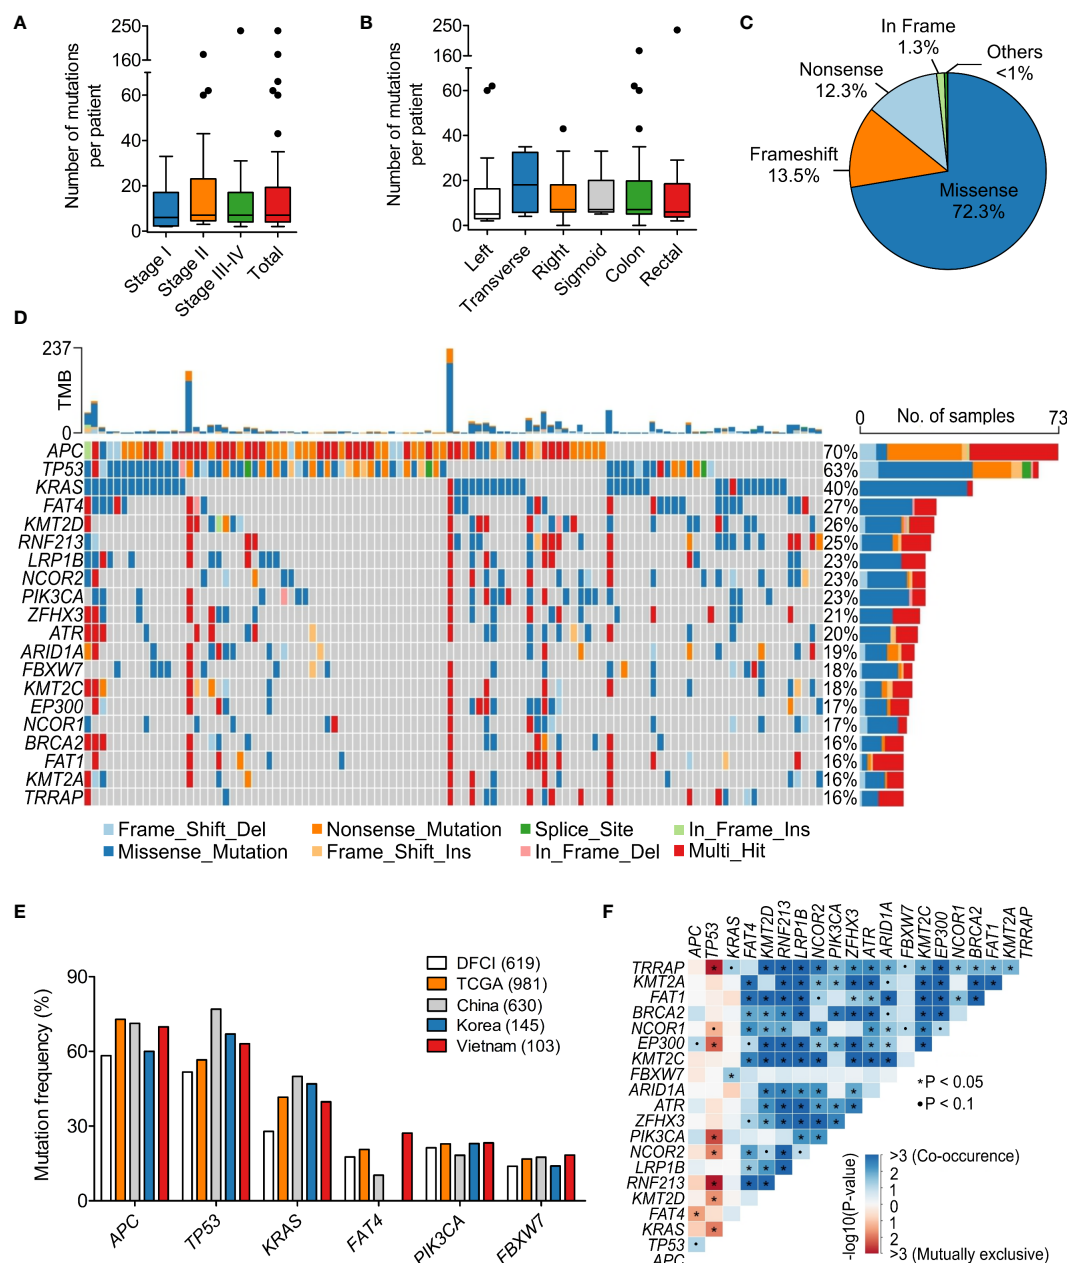 A
Number of mutations
per patient
250
160
60
40
20
0
Stage I
Stage II
Stage III-IV
Total
B
Number of mutations
per patient
250
160
60
40
20
0
Left
Transverse
Right
Sigmoid
Colon
Rectal
C
In Frame
1.3%
Others
<1%
Nonsense
12.3%
Frameshift
13.5%
Missense
72.3%
D
TMB
237
0
0 No. of samples 73
APC 70%
TP53 63%
KRAS 40%
FAT4 27%
KMT2D 26%
RNF213 25%
LRP1B 23%
NCOR2 23%
PIK3CA 23%
ZFHX3 21%
ATR 20%
ARID1A 19%
FBXW7 18%
KMT2C 18%
EP300 17%
NCOR1 17%
BRCA2 16%
FAT1 16%
KMT2A 16%
TRRAP 16%
Frame_Shift_Del Nonsense_Mutation Splice_Site In_Frame_Ins
Missense_Mutation Frame_Shift_Ins In_Frame_Del Multi_Hit
E
Mutation frequency (%)
90
60
30
0
DFCI (619)
TCGA (981)
China (630)
Korea (145)
Vietnam (103)
APC
TP53
KRAS
FAT4
PIK3CA
FBXW7
F
APC
TP53
KRAS
FAT4
KMT2D
RNF213
LRP1B
NCOR2
PIK3CA
ZFHX3
ATR
ARID1A
FBXW7
KMT2C
EP300
NCOR1
BRCA2
FAT1
KMT2A
TRRAP
TRRAP
KMT2A
FAT1
BRCA2
NCOR1
EP300
KMT2C
FBXW7
ARID1A
ATR
ZFHX3
PIK3CA
NCOR2
LRP1B
RNF213
KMT2D
FAT4
KRAS
TP53
APC
*P < 0.05
•P < 0.1
-log10(P-value)
>3 (Co-occurence)
2
1
0
1
2
>3 (Mutually exclusive)